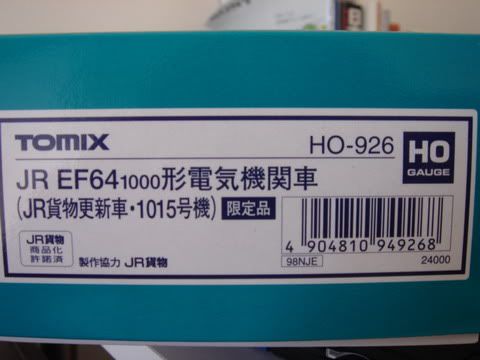 TOMIX
HO-926
HO
GAUGE
JR EF641000形電気機関車
(JR貨物更新車・1015号機) 限定品
JR貨物
商品化
許諾済
製作協力 JR貨物
4 904810 949268
98NJE
24000